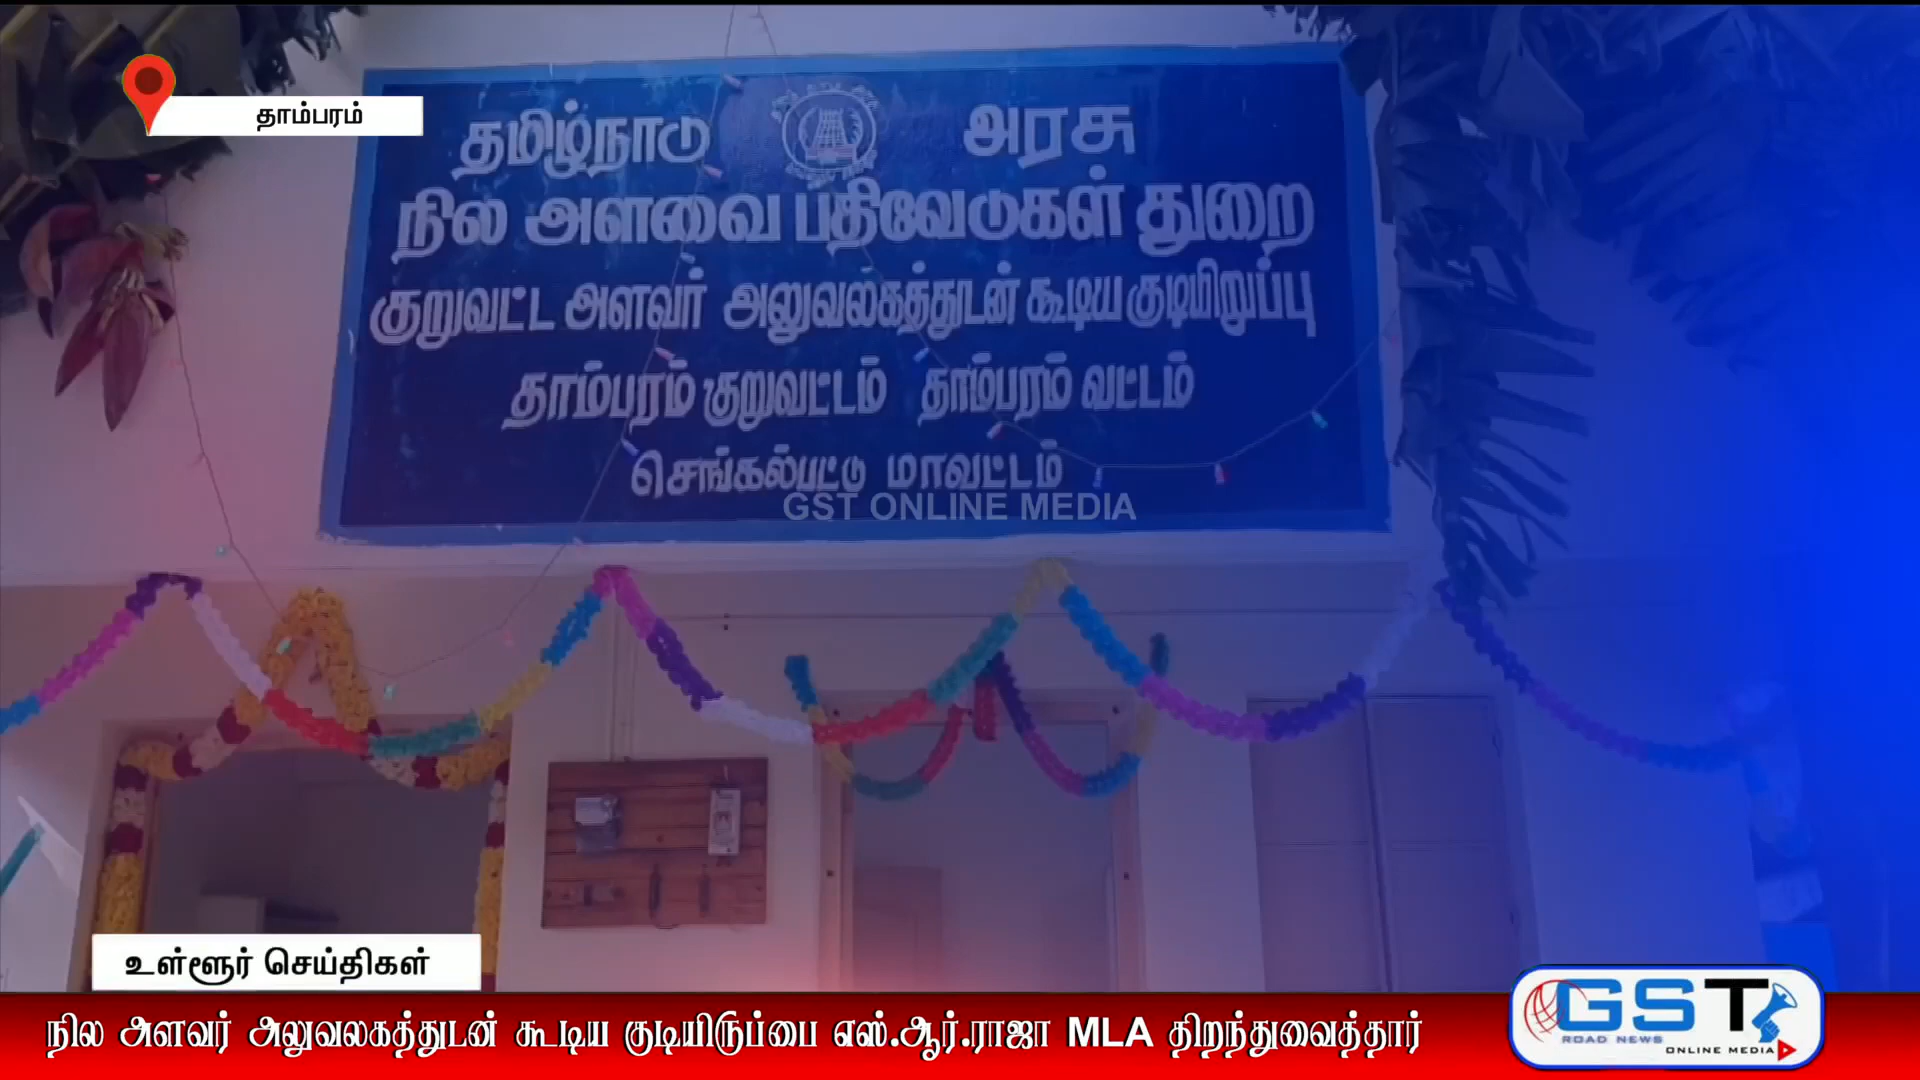 தாம்பரம்
தமிழ்நாடு அரசு
நில அளவை பதிவேடுகள் துறை
குறுவட்ட அளவர் அலுவலகத்துடன் கூடிய குடியிறுப்பு
தாம்பரம் குறுவட்டம் தாம்பரம் வட்டம்
செங்கல்பட்டு மாவட்டம்
GST ONLINE MEDIA
உள்ளூர் செய்திகள்
நில அளவர் அலுவலகத்துடன் கூடிய குடியிருப்பை எஸ்.ஆர்.ராஜா MLA திறந்துவைத்தார்
GST
ROAD NEWS
ONLINE MEDIA